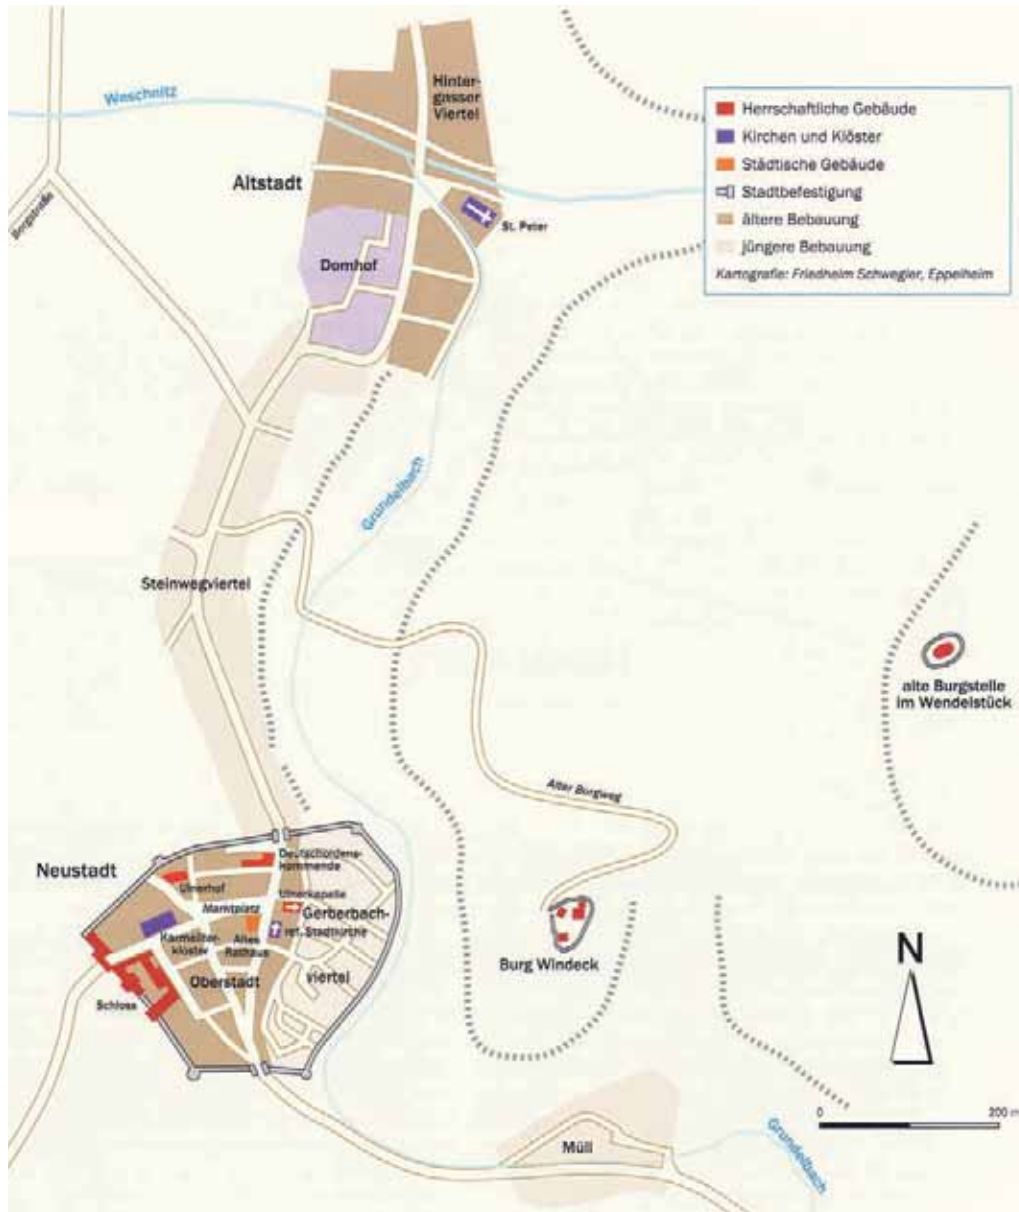 Weschnitz
Hinter-
gasser
Viertel
Herrschaftliche Gebäude
Kirchen und Klöster
Städtische Gebäude
Stadtbefestigung
ältere Bebauung
jüngere Bebauung
Kartografie: Friedhelm Schwegler, Eppelheim
Altstadt
Borgstraße
St. Peter
Domhof
Grundelbach
Steinwegviertel
alte Burgstelle
im Wendelstück
Alter Burgweg
Neustadt
Deutschordens-
kommende
Ulnerhof
Ulnerkapelle
Marktplatz
Gerberbach-
ref. Stadtkirche
Karmeliter-
kloster
Altes
Rathaus
Oberstadt
viertel
Schloss
Burg Windeck
N
0 200 m
Müll
Grundelbach